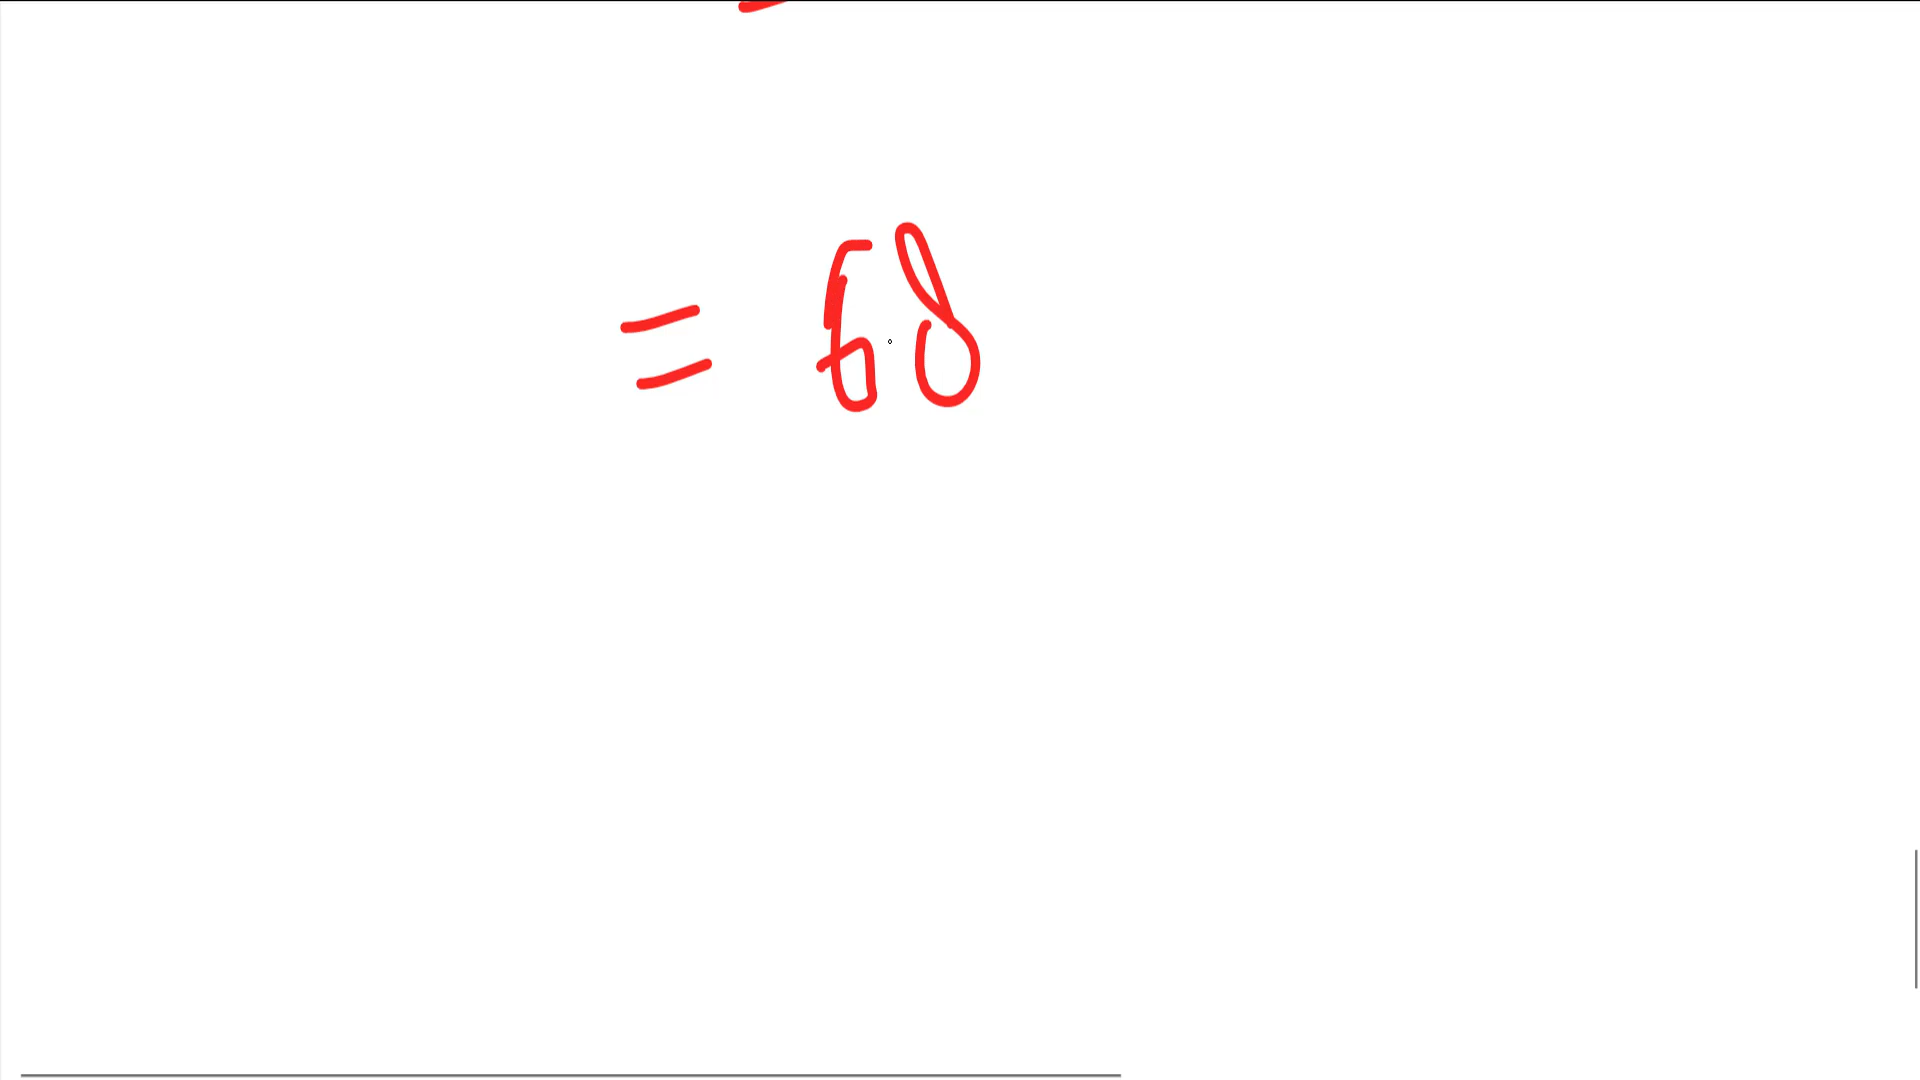 = 68